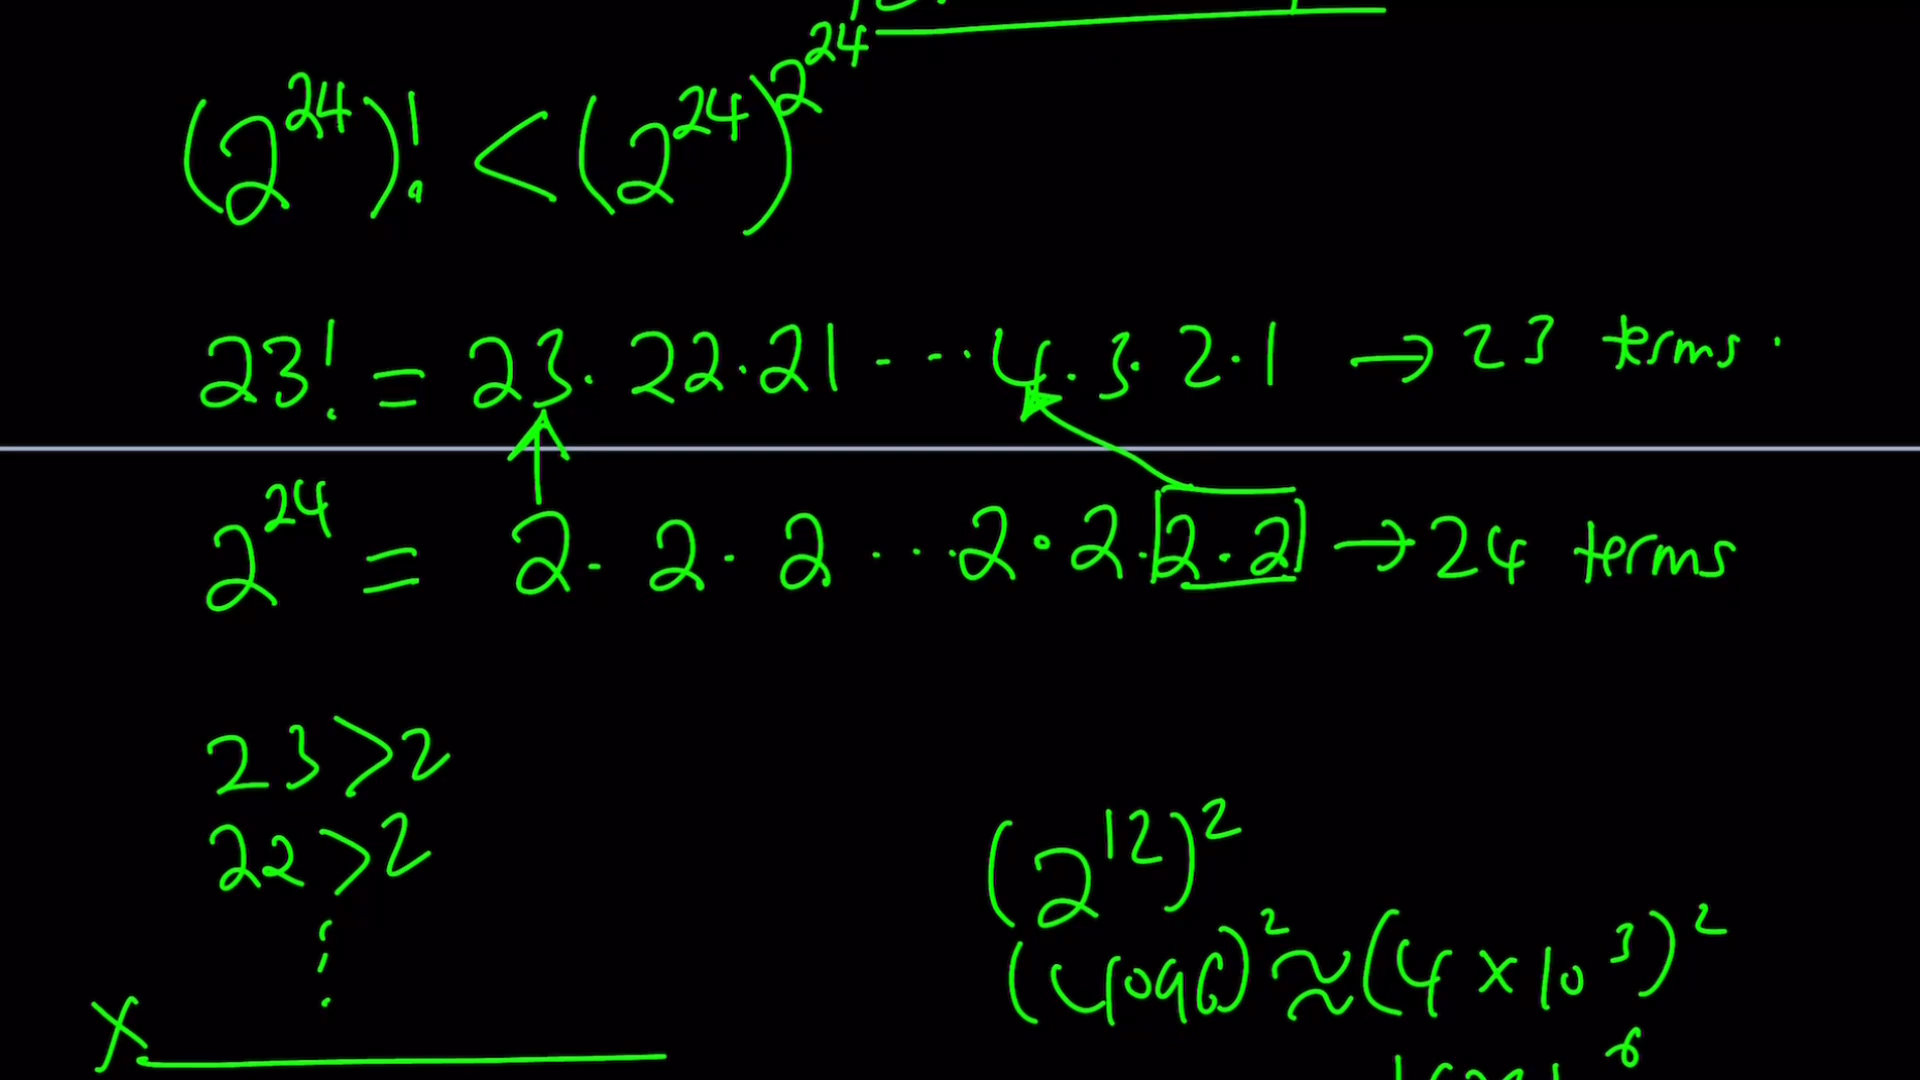 (2^24)! < (2^24)^2^24
23! = 23 · 22 · 21 - - · 4 · 3 · 2 · 1 → 23 terms ·
2^24 = 2 · 2 · 2 · · · 2 · 2 · 2 · 2 → 24 terms
23 > 2
22 > 2
⋮
(2^12)^2
(4096)^2 ≈ (4 × 10^3)^2
x